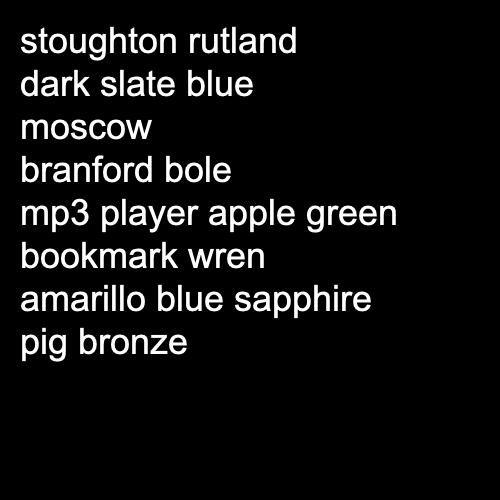 stoughton rutland
dark slate blue
moscow
branford bole
mp3 player apple green
bookmark wren
amarillo blue sapphire
pig bronze